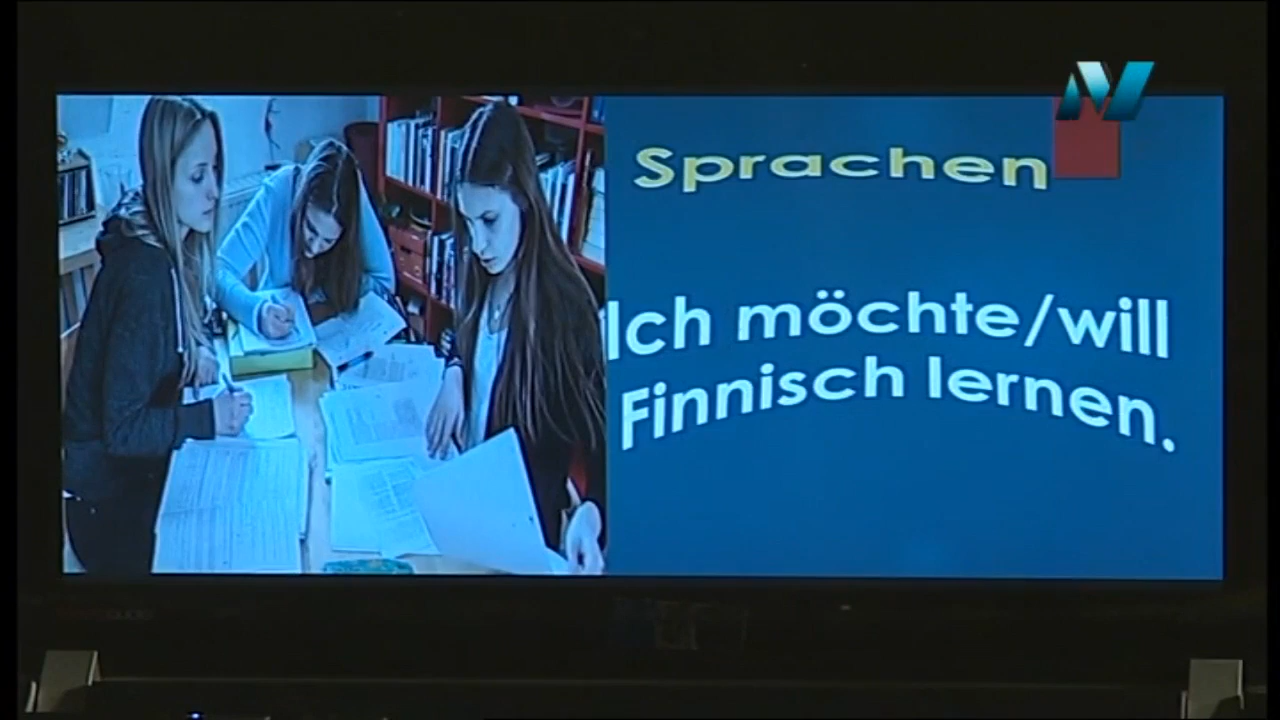 Sprachen
Ich möchte/will
Finnisch lernen.